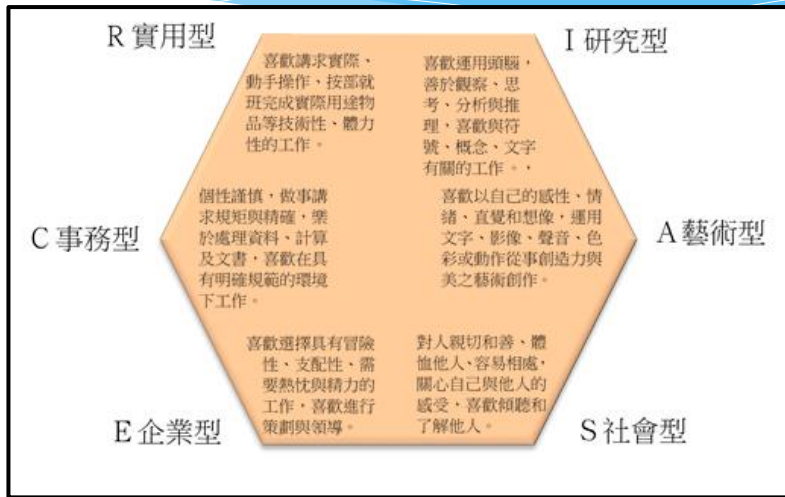 R 實用型
I 研究型
喜歡講求實際、
動手操作、按部就
班完成實際用途物
品等技術性、體力
性的工作。
喜歡運用頭腦，
善於觀察、思
考、分析與推
理，喜歡與符
號、概念、文字
有關的工作。，
C 事務型
個性謹慎，做事講
求規矩與精確，樂
於處理資料、計算
及文書，喜歡在具
有明確規範的環境
下工作。
喜歡以自己的感性、情
緒、直覺和想像，運用
文字、影像、聲音、色
彩或動作從事創造力與
美之藝術創作。
A 藝術型
喜歡選擇具有冒險
性、支配性、需
要熱忱與精力的
工作，喜歡進行
策劃與領導。
對人親切和善、體
恤他人、容易相處，
關心自己與他人的
感受，喜歡傾聽和
了解他人。
E 企業型
S 社會型